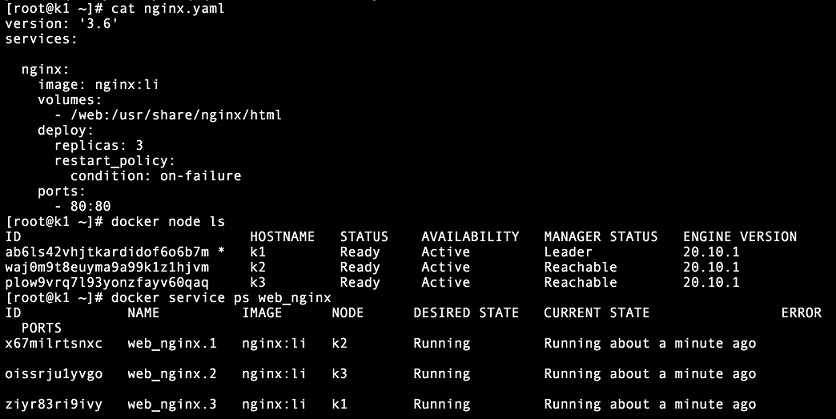 [root@k1 ~]# cat nginx.yaml
version: '3.6'
services:
  nginx:
    image: nginx:li
    volumes:
      - /web:/usr/share/nginx/html
    deploy:
      replicas: 3
      restart_policy:
        condition: on-failure
    ports:
      - 80:80
[root@k1 ~]# docker node ls
ID HOSTNAME STATUS AVAILABILITY MANAGER STATUS ENGINE VERSION
ab6ls42vhjtkardidof6o6b7m * k1 Ready Active Leader 20.10.1
waj0m9t8euyma9a99k1z1hjvm k2 Ready Active Reachable 20.10.1
plow9vrq7l93yonzfayv60qaq k3 Ready Active Reachable 20.10.1
[root@k1 ~]# docker service ps web_nginx
ID NAME IMAGE NODE DESIRED STATE CURRENT STATE ERROR
PORTS
x67milrtsnxc web_nginx.1 nginx:li k2 Running Running about a minute ago
oissrju1yvgo web_nginx.2 nginx:li k3 Running Running about a minute ago
ziyr83ri9ivy web_nginx.3 nginx:li k1 Running Running about a minute ago